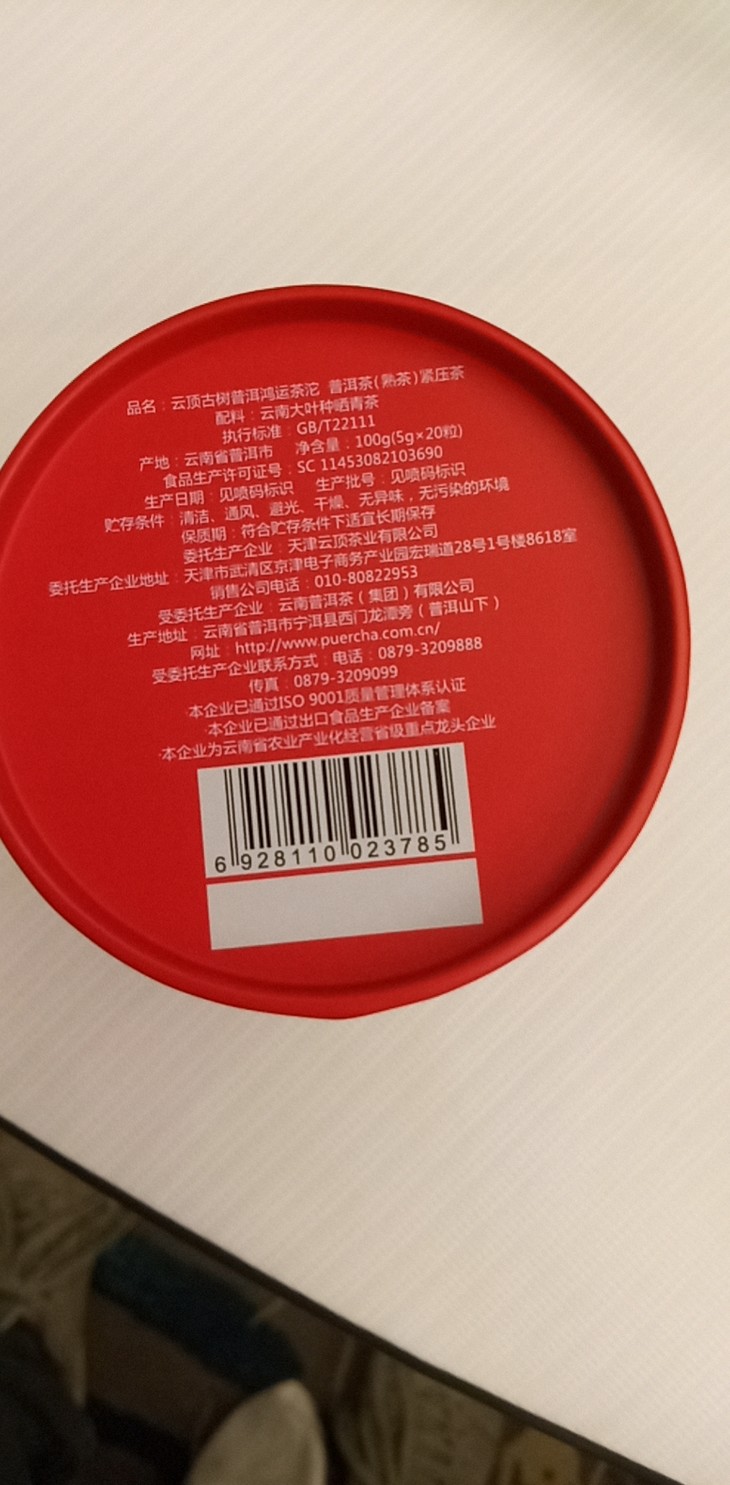 品名：云顶古树普洱鸿运茶沱 普洱茶(熟茶)紧压茶
配料：云南大叶种晒青茶
执行标准：GB/T22111
产地：云南省普洱市 净含量：100g(5g×20粒)
食品生产许可证号：SC 11453082103690
生产日期：见喷码标识 生产批号：见喷码标识
贮存条件：清洁、通风、避光、干燥、无异味，无污染的环境
保质期：符合贮存条件下适宜长期保存
委托生产企业：天津云顶茶业有限公司
委托生产企业地址：天津市武清区京津电子商务产业园宏瑞道28号1号楼8618室
销售公司电话：010-80822953
受委托生产企业：云南普洱茶（集团）有限公司
生产地址：云南省普洱市宁洱县西门龙潭旁（普洱山下）
网址：http://www.puercha.com.cn/
受委托生产企业联系方式：电话：0879-3209888
传真：0879-3209099
·本企业已通过ISO 9001质量管理体系认证
·本企业已通过出口食品生产企业备案
·本企业为云南省农业产业化经营省级重点龙头企业
6 928110 023785